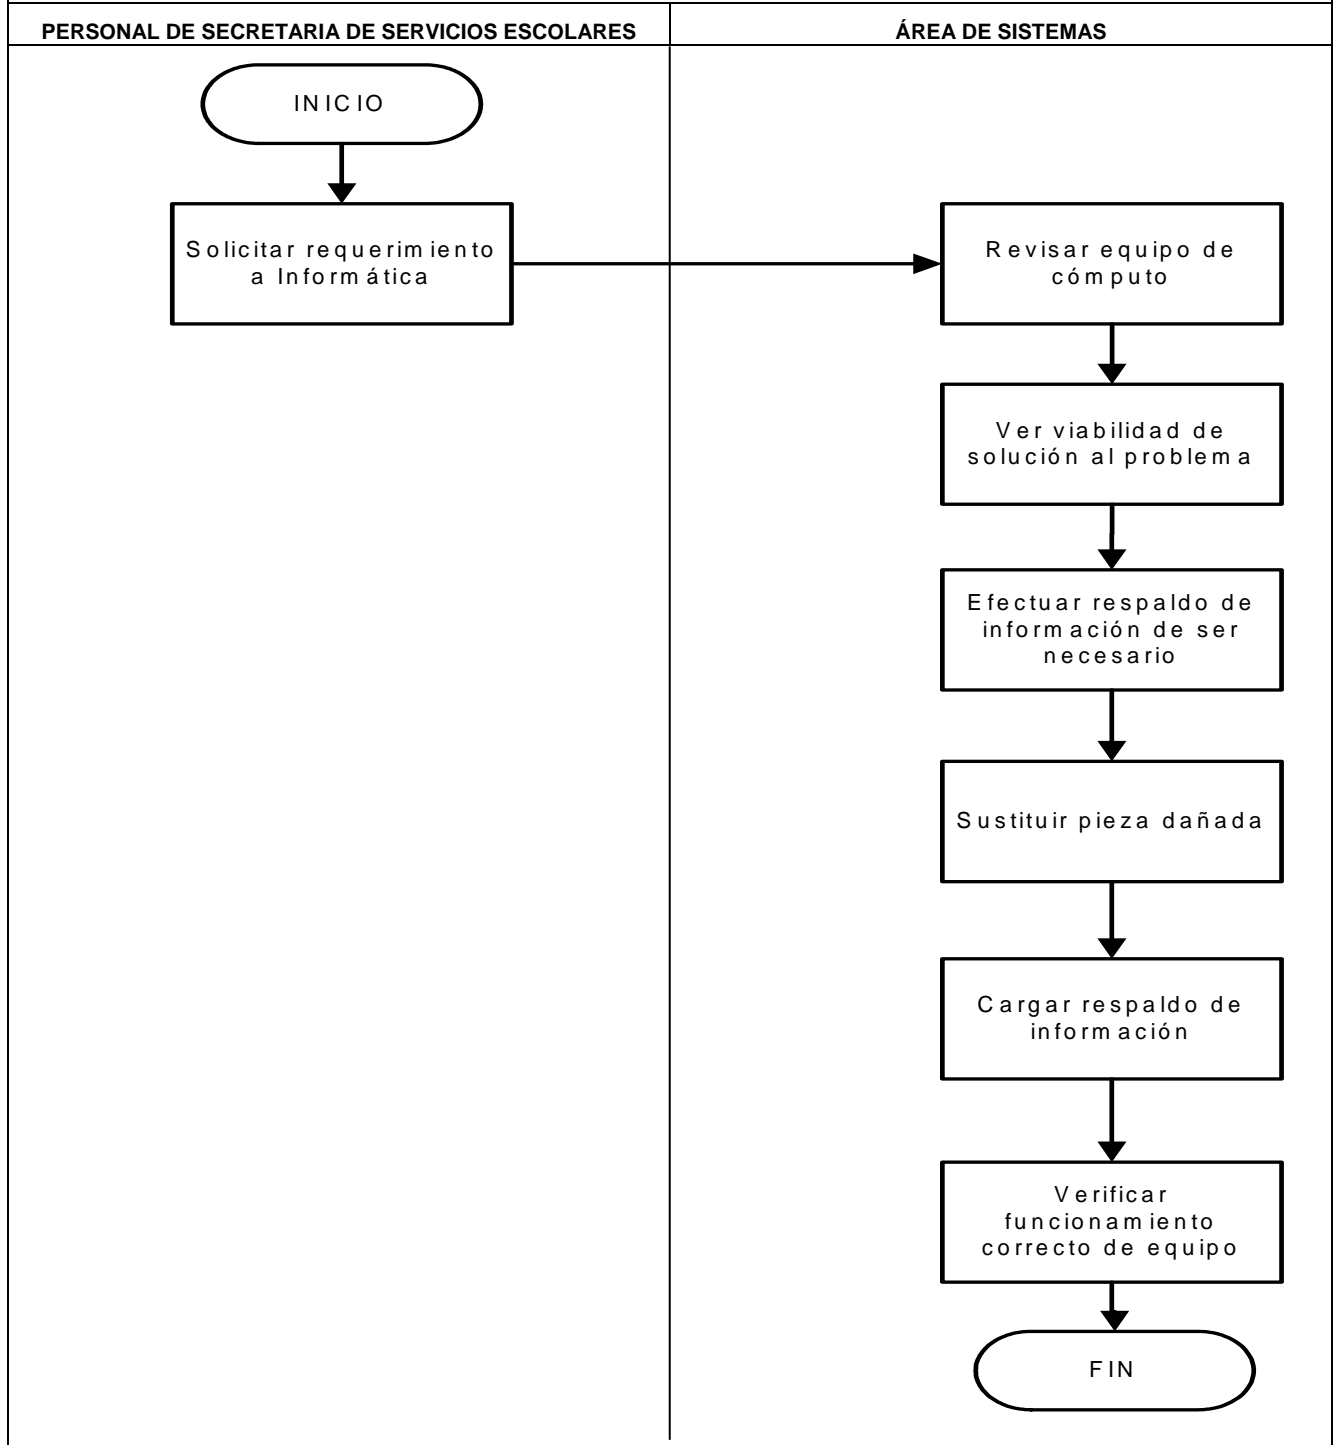 PERSONAL DE SECRETARIA DE SERVICIOS ESCOLARES
ÁREA DE SISTEMAS
INICIO
Solicitar requerimiento
a Informática
Revisar equipo de
cómputo
Ver viabilidad de
solución al problema
Efectuar respaldo de
información de ser
necesario
Sustituir pieza dañada
Cargar respaldo de
información
Verificar
funcionamiento
correcto de equipo
FIN